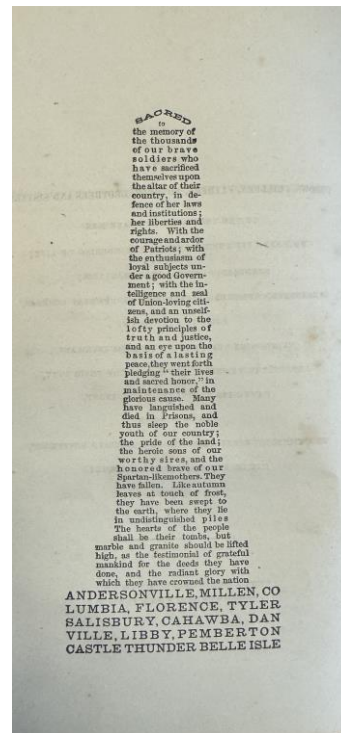 SACRED
to
the memory of
the thousands
of our brave
soldiers who
have sacrificed
themselves upon
the altar of their
country, in de-
fence of her laws
and institutions;
her liberties and
rights. With the
courage and ardor
of Patriots; with
the enthusiasm of
loyal subjects un-
der a good Govern-
ment; with the in-
telligence and zeal
of Union-loving citi-
zens, and an unself-
ish devotion to the
lofty principles of
truth and justice,
and an eye upon the
basis of a lasting
peace, they went forth
pledging "their lives
and sacred honor," in
maintenance of the
glorious cause. Many
have languished and
died in Prisons, and
thus sleep the noble
youth of our country;
the pride of the land;
the heroic sons of our
worthy sires, and the
honored brave of our
Spartan-like mothers. They
have fallen. Like autumn
leaves at touch of frost,
they have been swept to
the earth, where they lie
in undistinguished piles
The hearts of the people
shall be their tombs, but
marble and granite should be lifted
high, as the testimonial of grateful
mankind for the deeds they have
done, and the radiant glory with
which they have crowned the nation
ANDERSONVILLE, MILLEN, CO
LUMBIA, FLORENCE, TYLER
SALISBURY, CAHAWBA, DAN
VILLE, LIBBY, PEMBERTON
CASTLE THUNDER BELLE ISLE